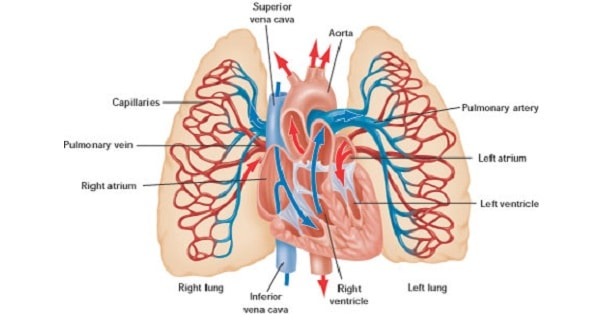 Superior
vena cava
Aorta
Capillaries
Pulmonary artery
Pulmonary vein
Left atrium
Right atrium
Left ventricle
Right lung
Inferior
vena cava
Right
ventricle
Left lung